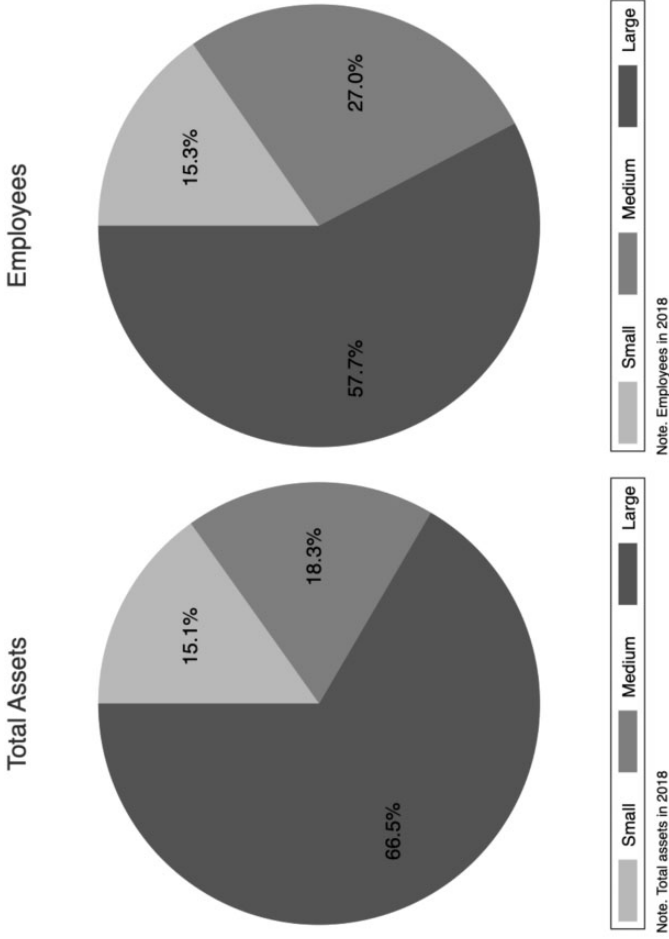 Total Assets
15.1%
18.3%
66.5%
Small Medium Large
Note. Total assets in 2018
Employees
15.3%
27.0%
57.7%
Small Medium Large
Note. Employees in 2018